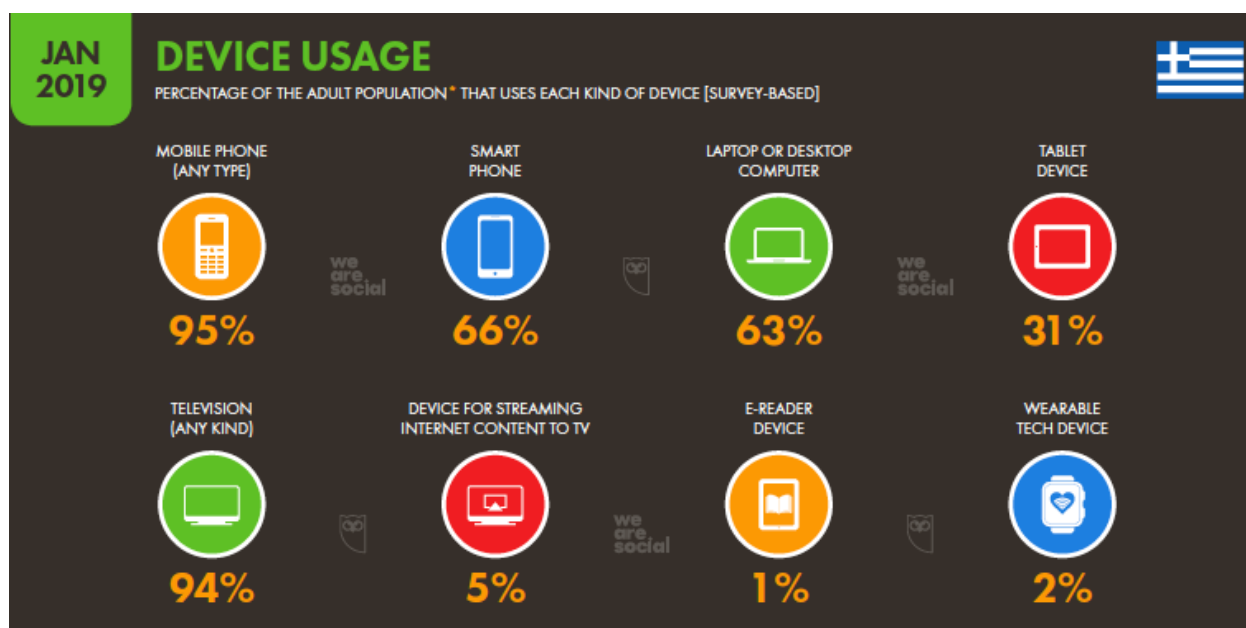 JAN
2019
DEVICE USAGE
PERCENTAGE OF THE ADULT POPULATION* THAT USES EACH KIND OF DEVICE [SURVEY-BASED]
MOBILE PHONE
(ANY TYPE)
SMART
PHONE
LAPTOP OR DESKTOP
COMPUTER
TABLET
DEVICE
we
are
social
we
are
social
95%
66%
63%
31%
TELEVISION
(ANY KIND)
DEVICE FOR STREAMING
INTERNET CONTENT TO TV
E-READER
DEVICE
WEARABLE
TECH DEVICE
we
are
social
94%
5%
1%
2%